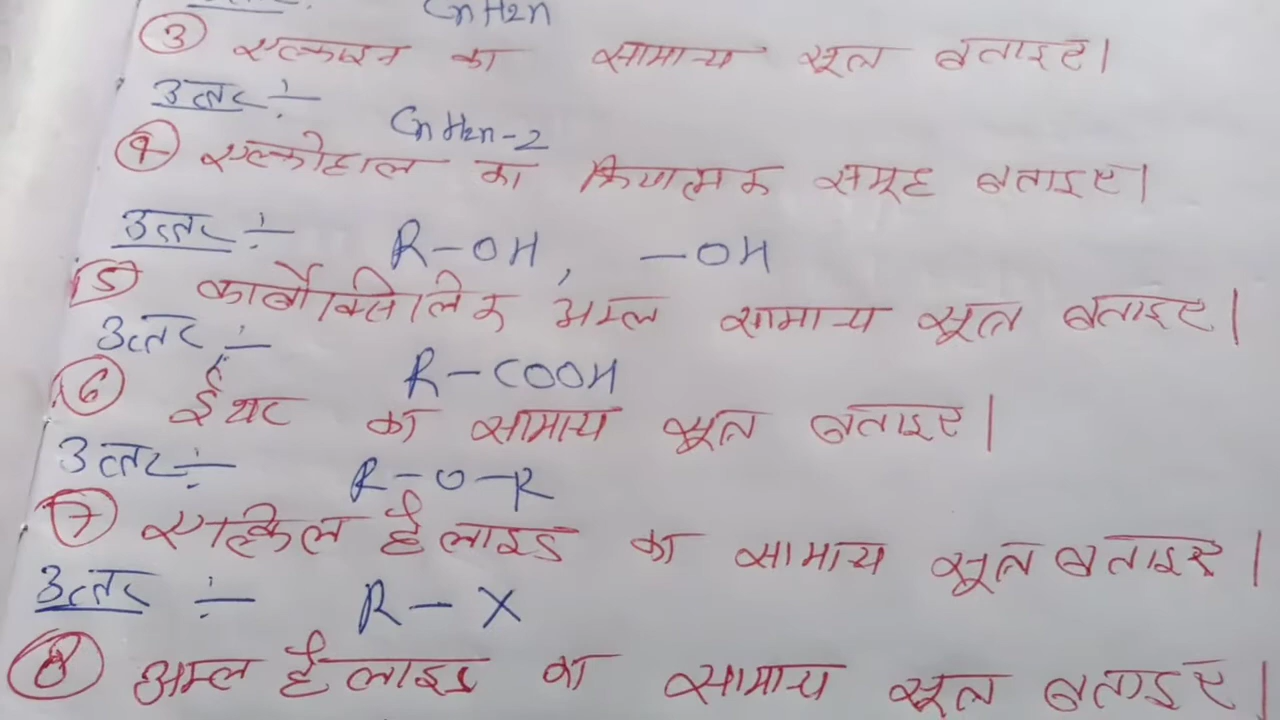 CnH2n
③ एल्काइन का सामान्य सूत्र बताइए।
उत्तर :- CnH2n-2
④ एल्कोहाल का क्रियात्मक समूह बताइए।
उत्तर :- R-OH, -OH
⑤ कार्बोक्सिलिक अम्ल सामान्य सूत्र बताइए।
उत्तर :- R-COOH
⑥ ईथर का सामान्य सूत्र बताइए।
उत्तर :- R-O-R
⑦ एल्किल हैलाइड का सामान्य सूत्र बताइए।
उत्तर :- R-X
⑧ अम्ल हैलाइड का सामान्य सूत्र बताइए।